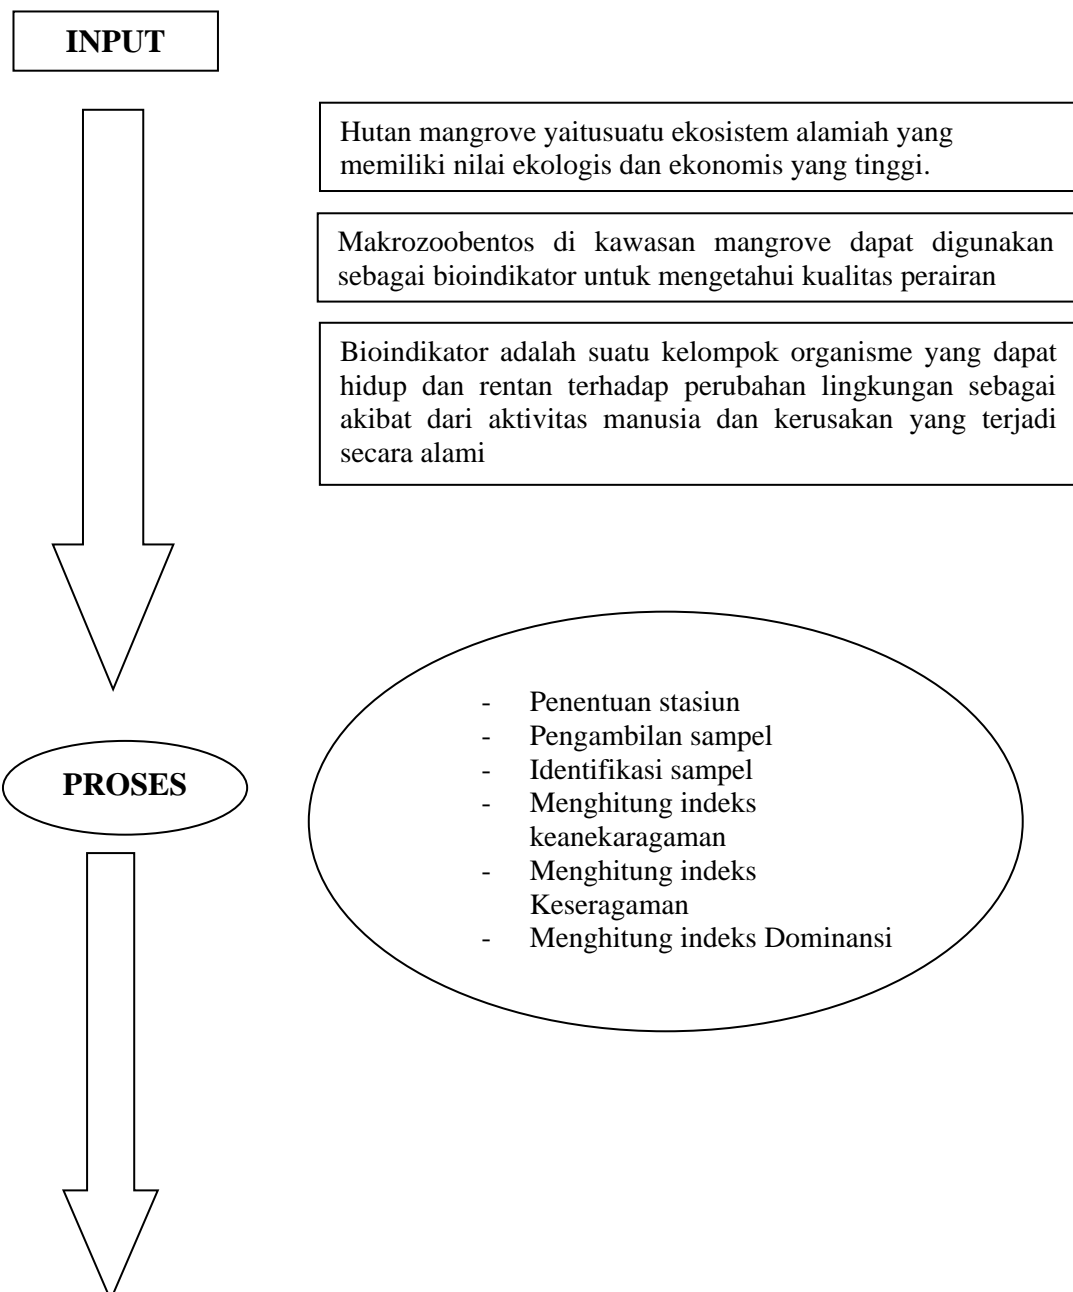 INPUT
Hutan mangrove yaitusuatu ekosistem alamiah yang
memiliki nilai ekologis dan ekonomis yang tinggi.
Makrozoobentos di kawasan mangrove dapat digunakan
sebagai bioindikator untuk mengetahui kualitas perairan
Bioindikator adalah suatu kelompok organisme yang dapat
hidup dan rentan terhadap perubahan lingkungan sebagai
akibat dari aktivitas manusia dan kerusakan yang terjadi
secara alami
PROSES
- Penentuan stasiun
- Pengambilan sampel
- Identifikasi sampel
- Menghitung indeks
keanekaragaman
- Menghitung indeks
Keseragaman
- Menghitung indeks Dominansi